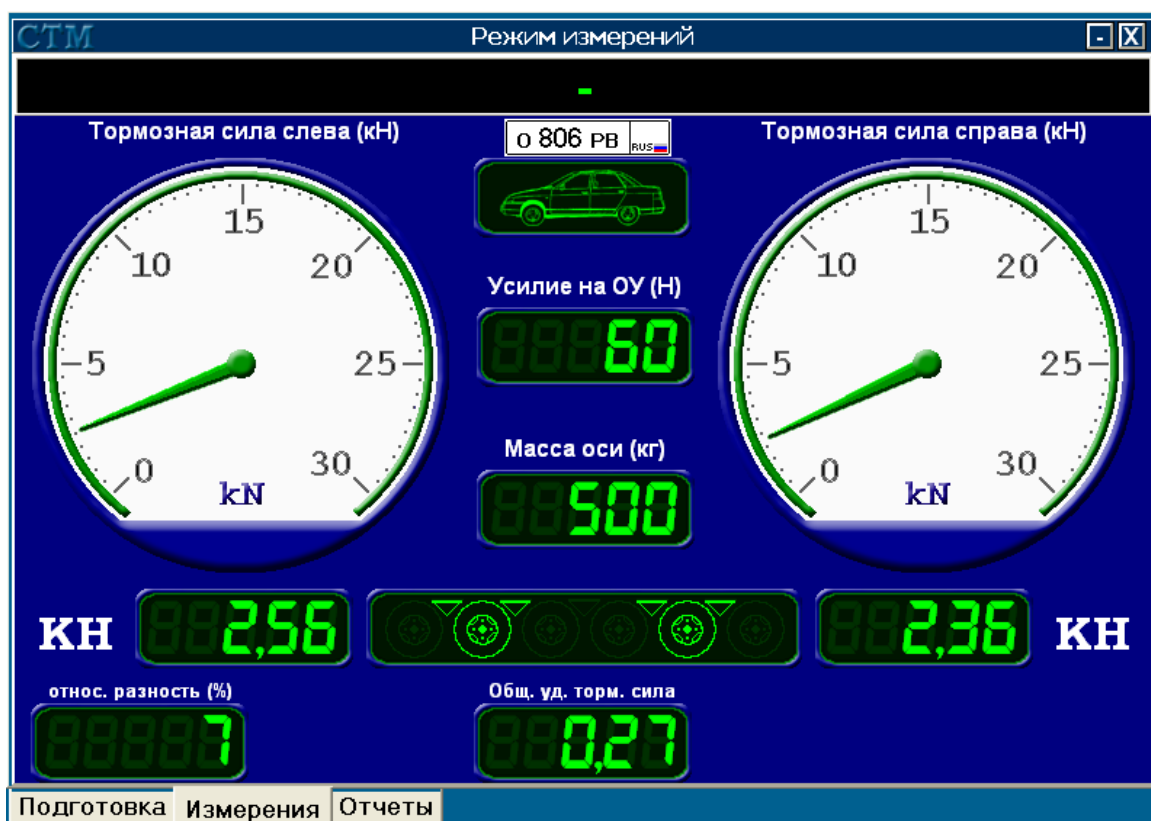 СТМ Режим измерений - X
-
Тормозная сила слева (кН) о 806 РВ RUS Тормозная сила справа (кН)
15 15
10 20 10 20
Усилие на ОУ (Н)
5 25 60 5 25
Масса оси (кг)
0 30 0 30
kN 500 kN
КН 2,56 2,36 КН
относ. разность (%) Общ. уд. торм. сила
7 0,27
Подготовка Измерения Отчеты